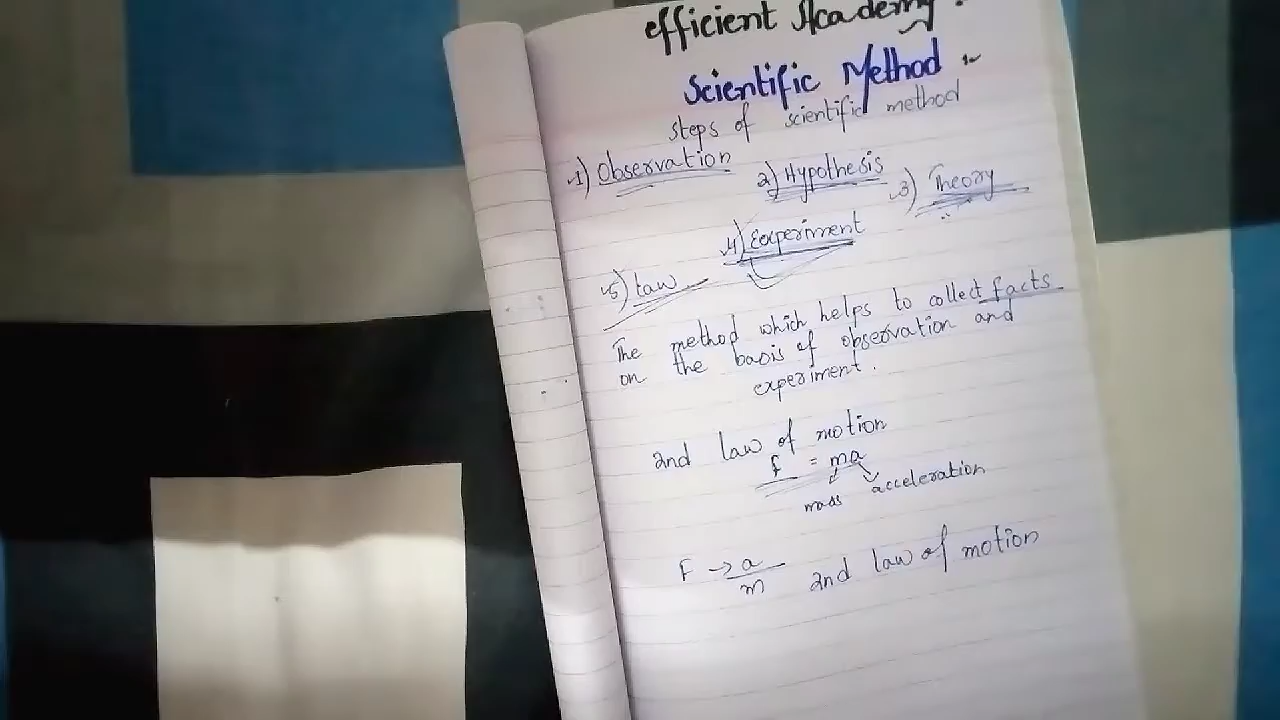 efficient Academy.
Scientific Method
steps of scientific method
1) Observation 2) Hypothesis 3) Theory
4) Experiment
5) Law
The method which helps to collect facts
on the basis of observation and
experiment.
2nd law of motion
f = ma
mass acceleration
F → a/m 2nd law of motion